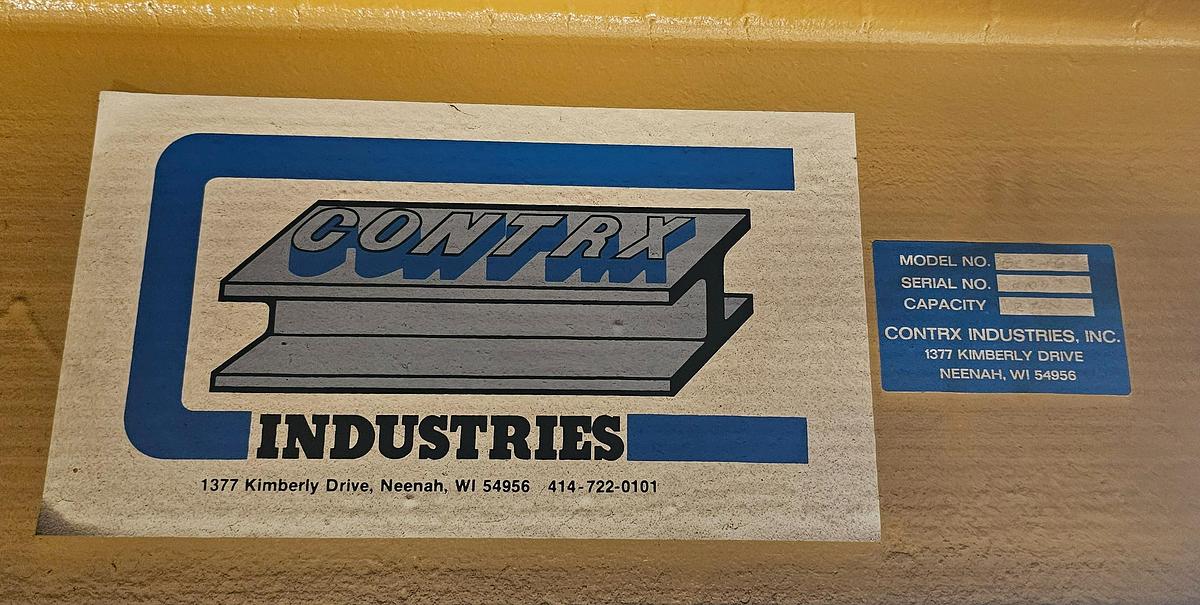 CONTRX
INDUSTRIES
1377 Kimberly Drive, Neenah, WI 54956 414-722-0101
MODEL NO.
SERIAL NO.
CAPACITY
CONTRX INDUSTRIES, INC.
1377 KIMBERLY DRIVE
NEENAH, WI 54956